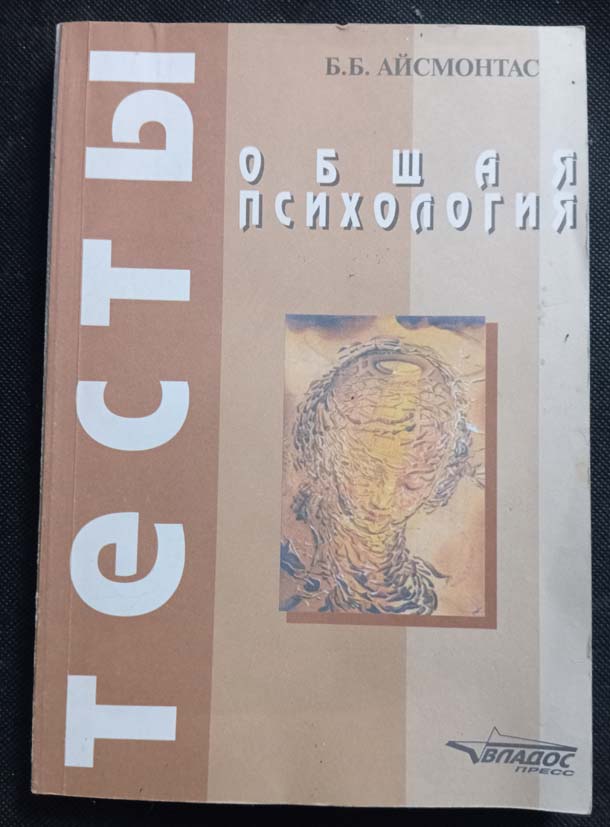 Б.Б. АЙСМОНТАС
ОБЩАЯ
ПСИХОЛОГИЯ
ТеСТЫ
ВЛАДОС
ПРЕСС